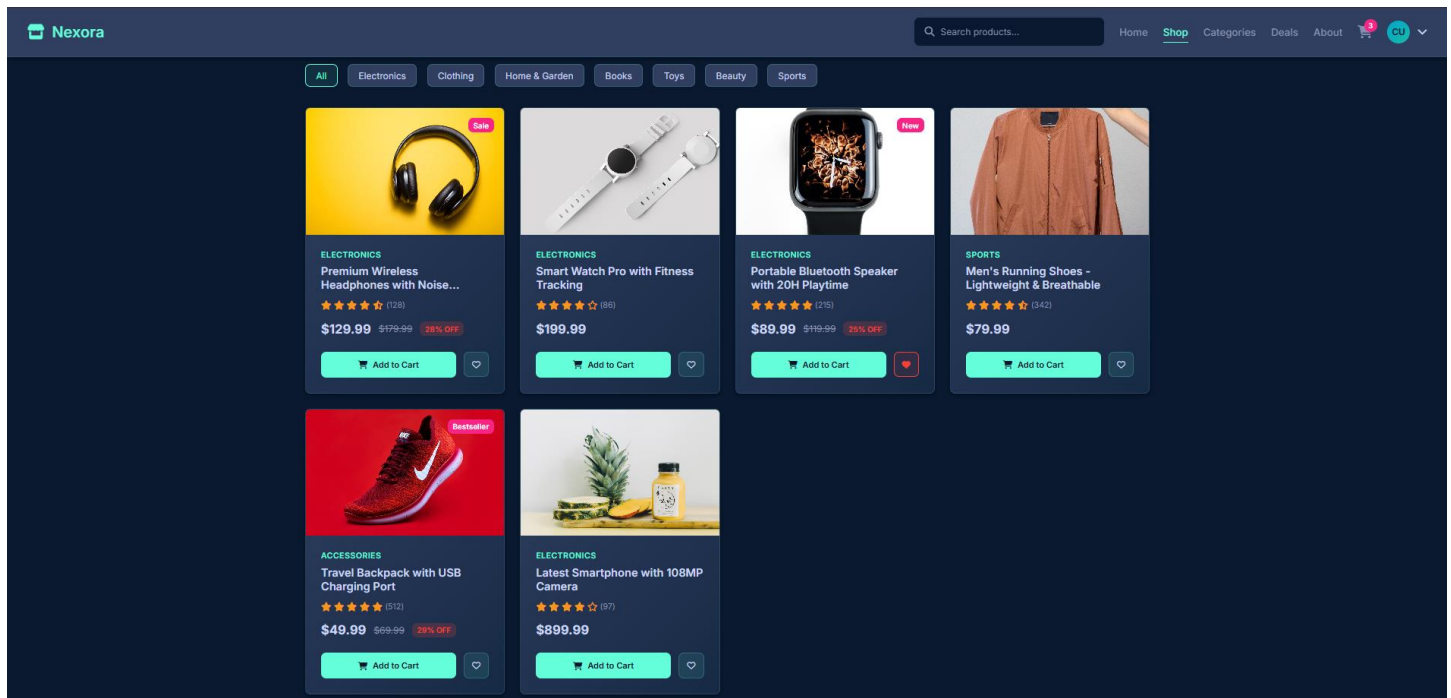 Nexora
Search products...
Home
Shop
Categories
Deals
About
3
CU
All
Electronics
Clothing
Home & Garden
Books
Toys
Beauty
Sports
Sale
ELECTRONICS
Premium Wireless
Headphones with Noise...
(128)
$129.99 $179.99 28% OFF
Add to Cart
ELECTRONICS
Smart Watch Pro with Fitness
Tracking
(86)
$199.99
Add to Cart
New
ELECTRONICS
Portable Bluetooth Speaker
with 20H Playtime
(215)
$89.99 $119.99 25% OFF
Add to Cart
SPORTS
Men's Running Shoes -
Lightweight & Breathable
(342)
$79.99
Add to Cart
Bestseller
ACCESSORIES
Travel Backpack with USB
Charging Port
(512)
$49.99 $69.99 29% OFF
Add to Cart
ELECTRONICS
Latest Smartphone with 108MP
Camera
(97)
$899.99
Add to Cart